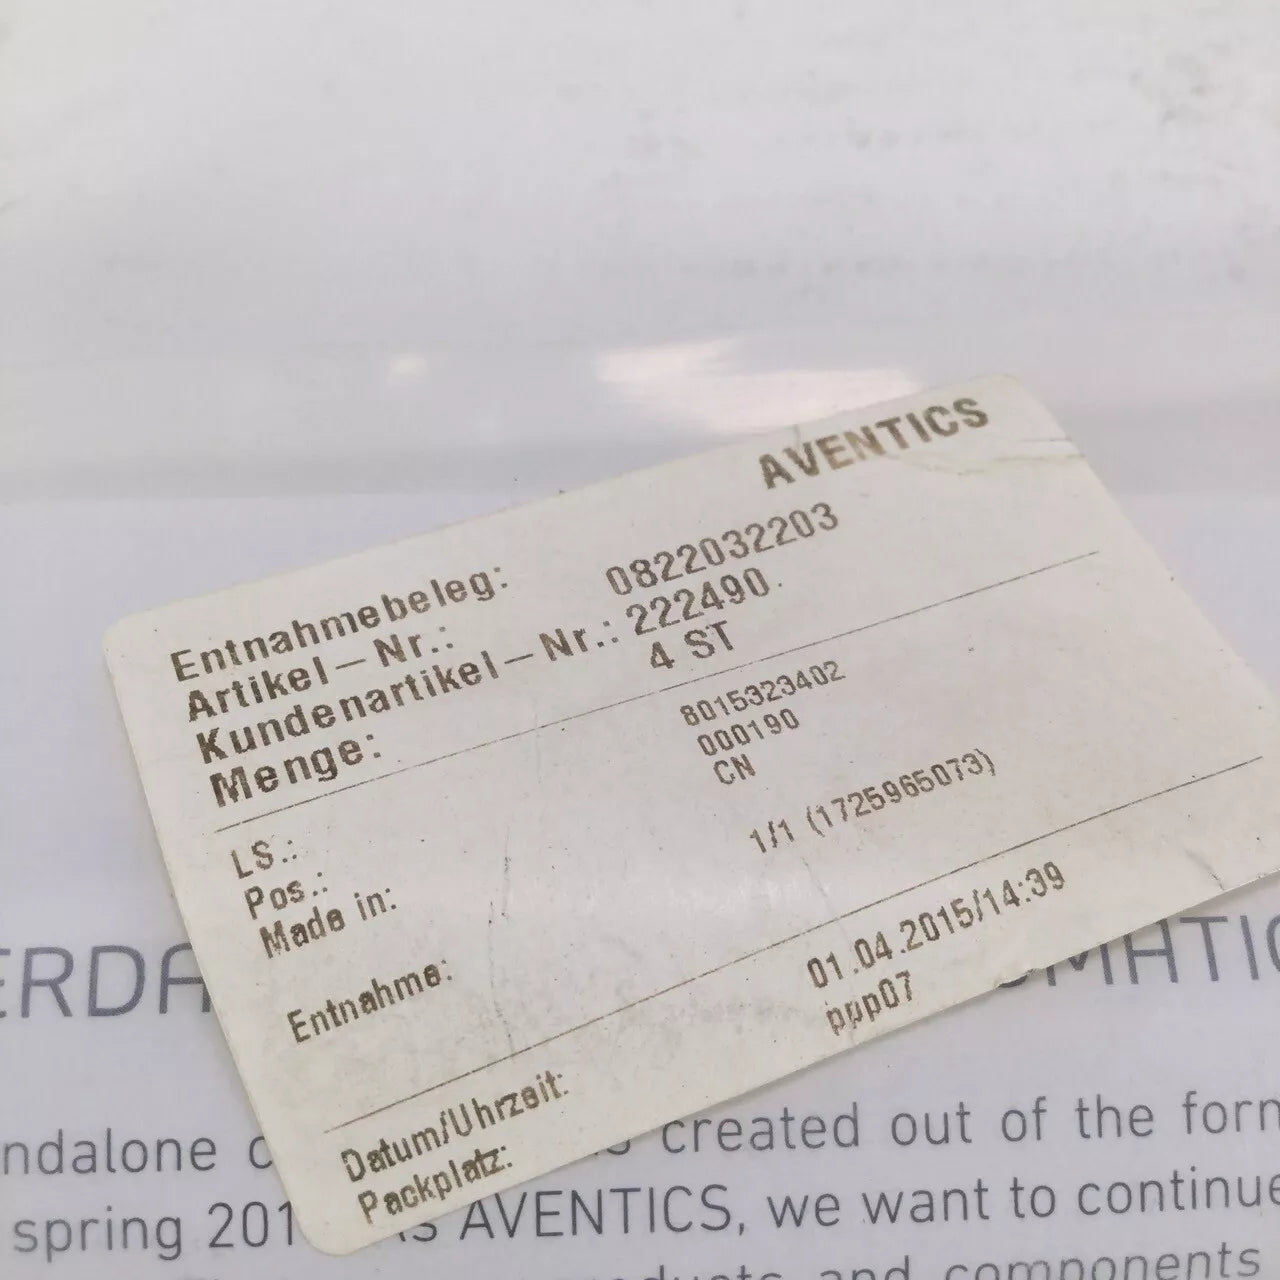 AVENTICS
Entnahmebeleg:
Artikel-Nr.: 0822032203
Kundenartikel-Nr.: 222490
Menge: 4 ST
LS.: 8015323402
Pos.: 000190
Made in: CN
Entnahme: 1/1 (1725965073)
Datum/Uhrzeit: 01.04.2015/14:39
Packplatz: ppp07
created out of the
spring 201 AVENTICS, we want to continue
and components